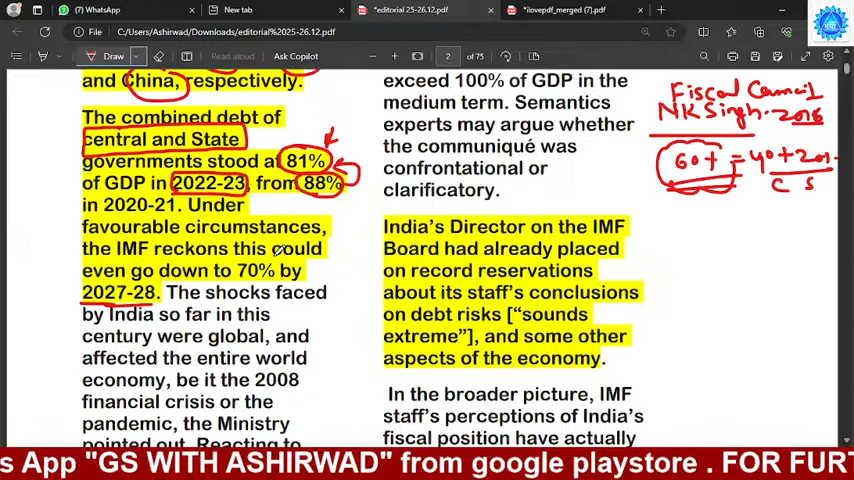 WhatsApp
New tab
*editorial 25-26.12.pdf
*ilovepdf_merged (7).pdf
File
C:/Users/Ashirwad/Downloads/editorial%2025-26.12.pdf
Draw
Read aloud
Ask Copilot
2
of 75
and China, respectively.
The combined debt of
central and State
governments stood at 81%
of GDP in 2022-23, from 88%
in 2020-21. Under
favourable circumstances,
the IMF reckons this could
even go down to 70% by
2027-28. The shocks faced
by India so far in this
century were global, and
affected the entire world
economy, be it the 2008
financial crisis or the
pandemic, the Ministry
pointed out. Reacting to
exceed 100% of GDP in the
medium term. Semantics
experts may argue whether
the communiqué was
confrontational or
clarificatory.
India's Director on the IMF
Board had already placed
on record reservations
about its staff's conclusions
on debt risks ["sounds
extreme"], and some other
aspects of the economy.
In the broader picture, IMF
staff's perceptions of India's
fiscal position have actually
Fiscal Council
NK Singh. 2016
= 40 + 20%
C S
s App "GS WITH ASHIRWAD" from google playstore . FOR FURT